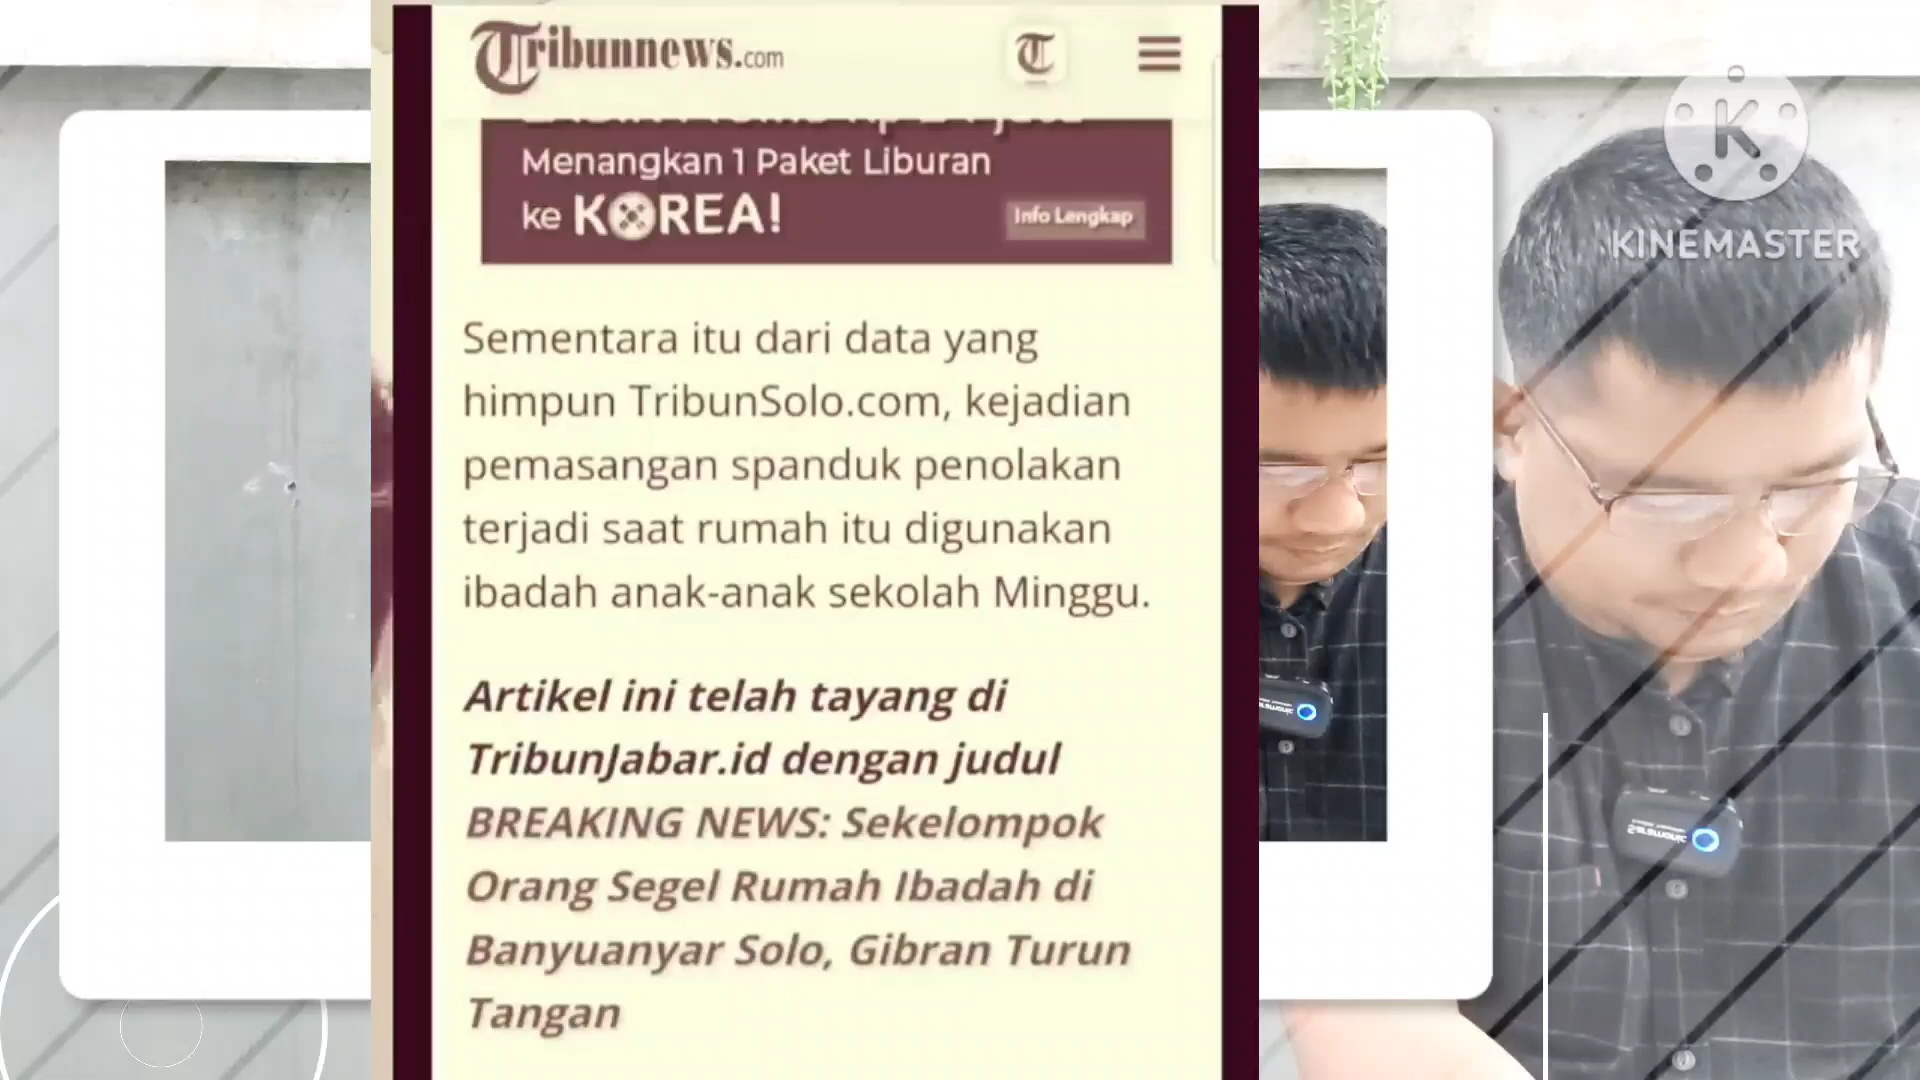 Tribunnews.com
Menangkan 1 Paket Liburan
ke KOREA!
Info Lengkap
Sementara itu dari data yang
himpun TribunSolo.com, kejadian
pemasangan spanduk penolakan
terjadi saat rumah itu digunakan
ibadah anak-anak sekolah Minggu.
Artikel ini telah tayang di
TribunJabar.id dengan judul
BREAKING NEWS: Sekelompok
Orang Segel Rumah Ibadah di
Banyuanyar Solo, Gibran Turun
Tangan
K
KINEMASTER